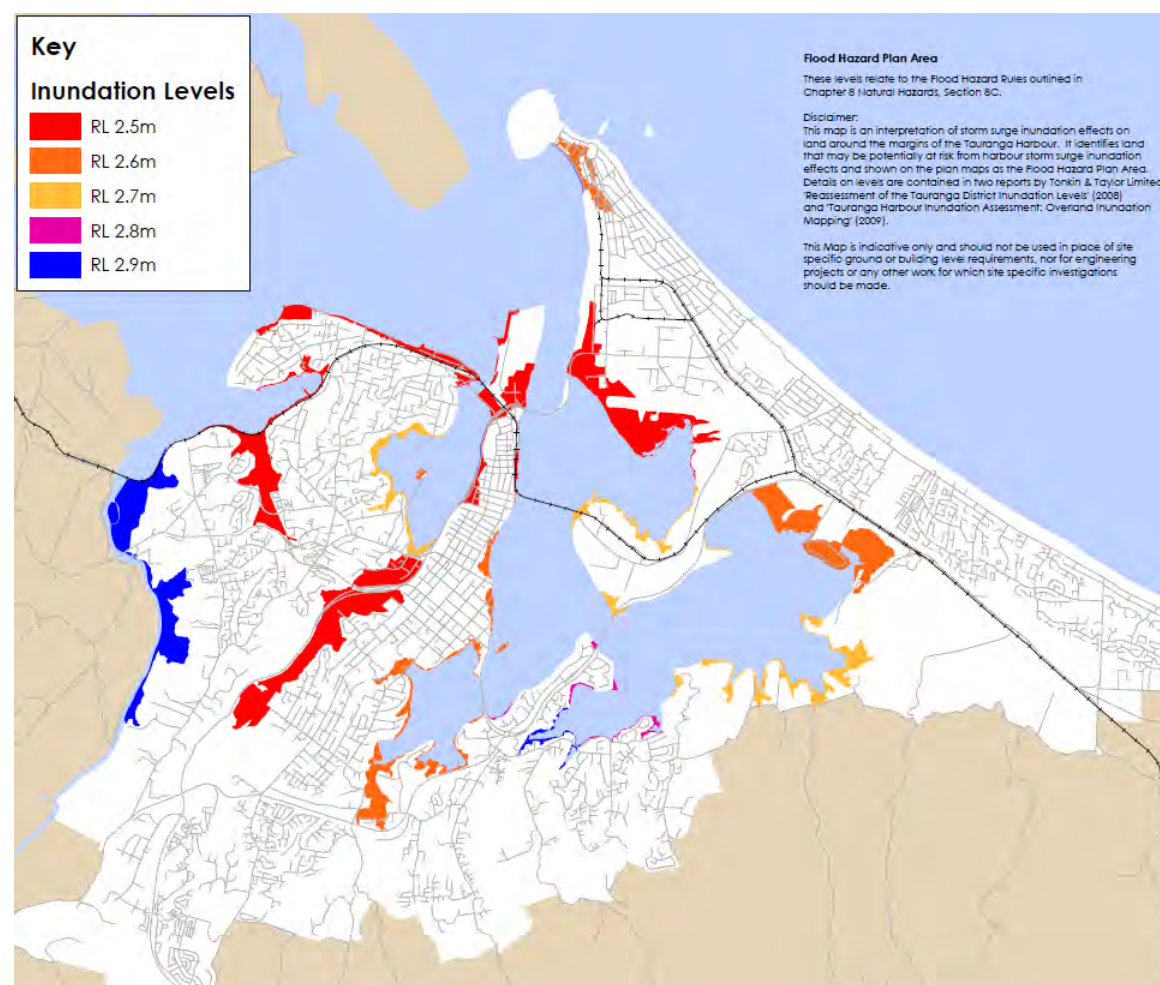 Key
Inundation Levels
RL 2.5m
RL 2.6m
RL 2.7m
RL 2.8m
RL 2.9m
Flood Hazard Plan Area
These levels relate to the Flood Hazard Rules outlined in
Chapter 8 Natural Hazards, Section 8C.
Disclaimer:
This map is an interpretation of storm surge inundation effects on
land around the margins of the Tauranga Harbour. It identifies land
that may be potentially at risk from harbour storm surge inundation
effects and shown on the plan maps as the Flood Hazard Plan Area.
Details on levels are contained in two reports by Tonkin & Taylor Limited
'Reassessment of the Tauranga District Inundation Levels' (2008)
and 'Tauranga Harbour Inundation Assessment: Overland Inundation
Mapping' (2009).
This Map is indicative only and should not be used in place of site
specific ground or building level requirements, nor for engineering
projects or any other work for which site specific investigations
should be made.